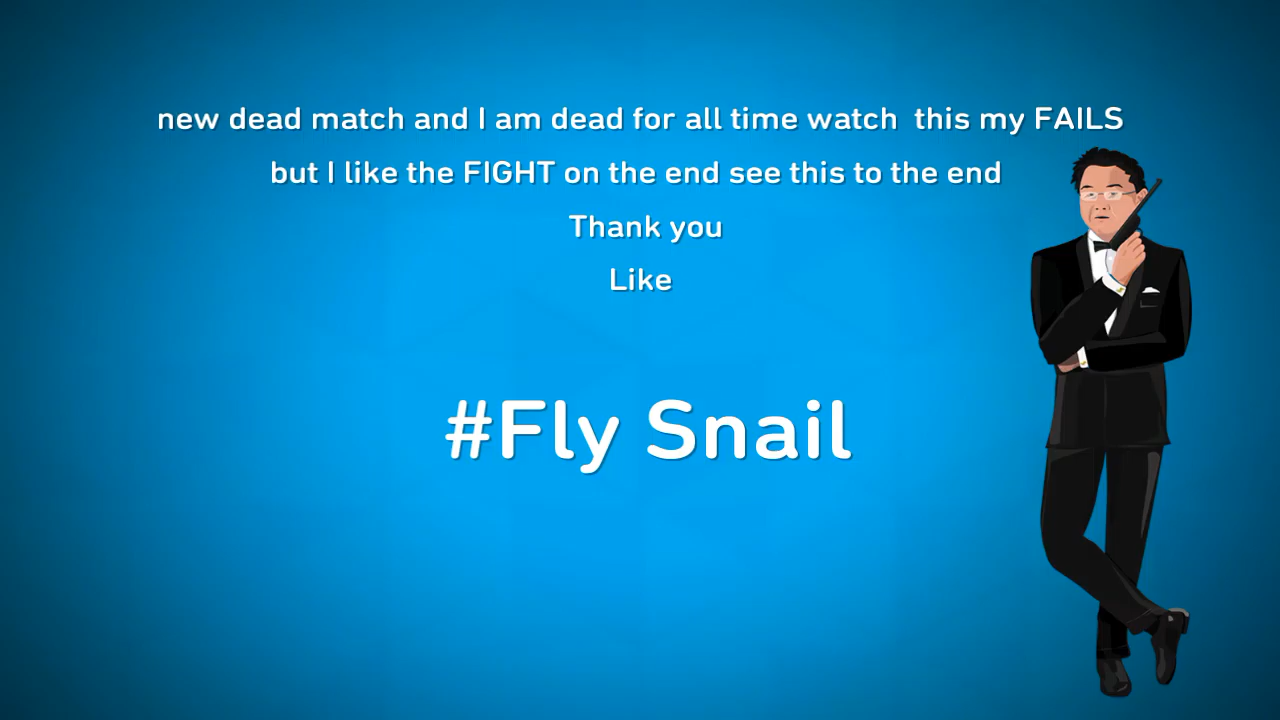 new dead match and I am dead for all time watch  this my FAILS
but I like the FIGHT on the end see this to the end
Thank you
Like
#Fly Snail